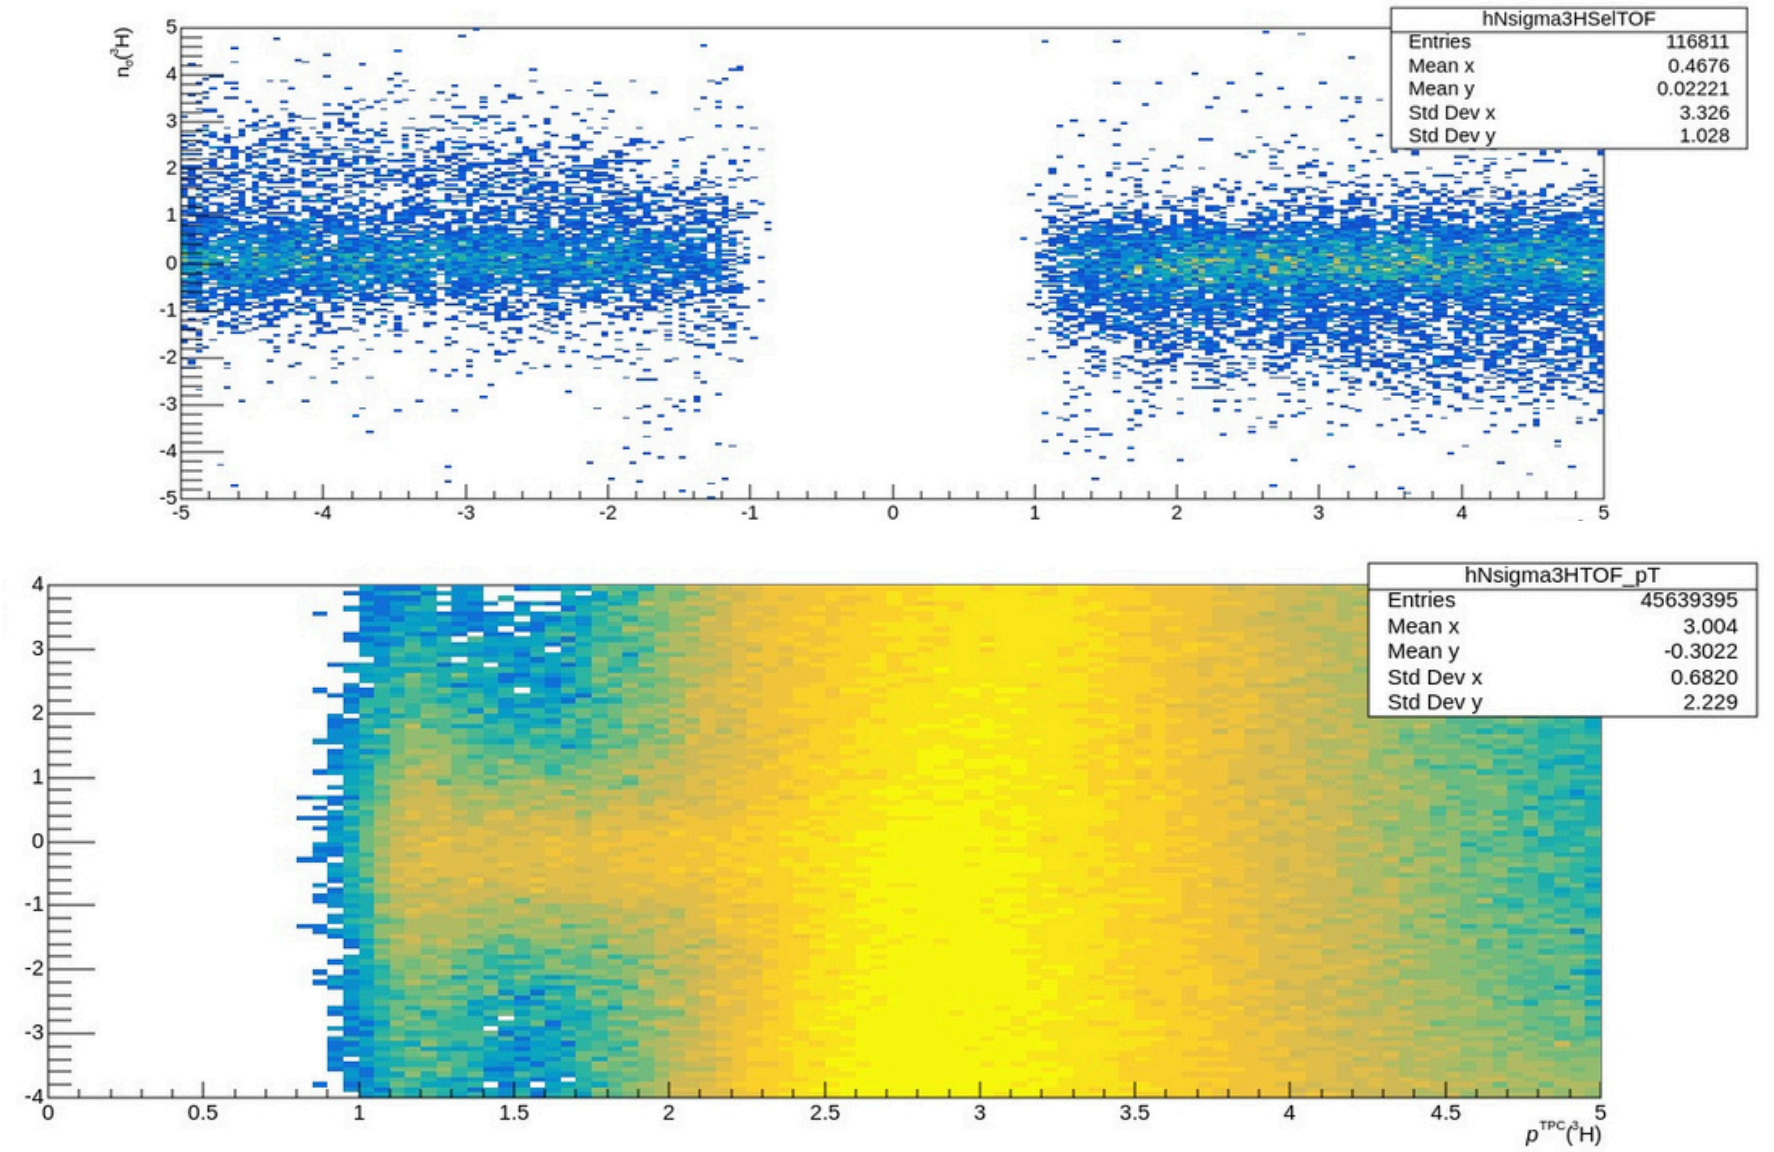 hNsigma3HSelTOF
Entries 116811
Mean x 0.4676
Mean y 0.02221
Std Dev x 3.326
Std Dev y 1.028
nσ(³H)
5
4
3
2
1
0
-1
-2
-3
-4
-5
-5 -4 -3 -2 -1 0 1 2 3 4 5
hNsigma3HTOF_pT
Entries 45639395
Mean x 3.004
Mean y -0.3022
Std Dev x 0.6820
Std Dev y 2.229
4
3
2
1
0
-1
-2
-3
-4
0 0.5 1 1.5 2 2.5 3 3.5 4 4.5 5
p^TPC(³H)